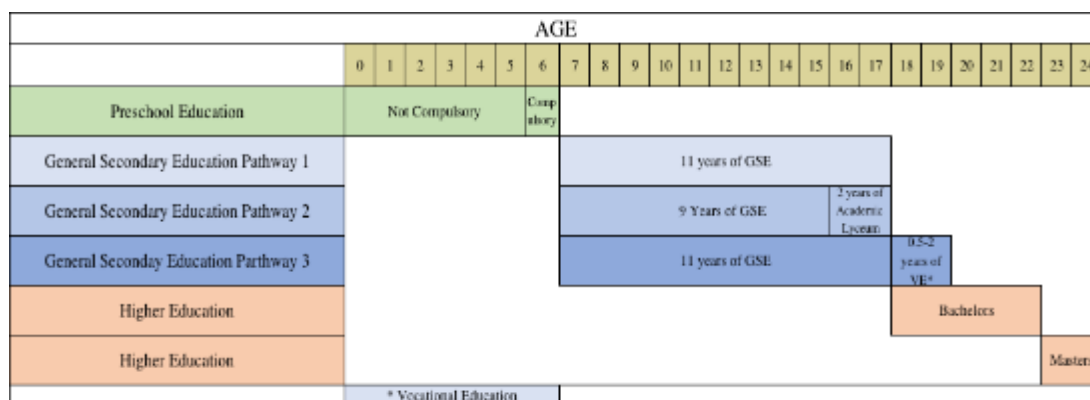 AGE
0 1 2 3 4 5 6 7 8 9 10 11 12 13 14 15 16 17 18 19 20 21 22 23 24
Preschool Education Not Compulsory Comp
ulsory
General Secondary Education Pathway 1 11 years of GSE
General Secondary Education Pathway 2 9 Years of GSE 2 years of
Academic
Lyceum
General Seconday Education Parthway 3 11 years of GSE 0.5-2
years of
VE*
Higher Education Bachelors
Higher Education Masters
* Vocational Education